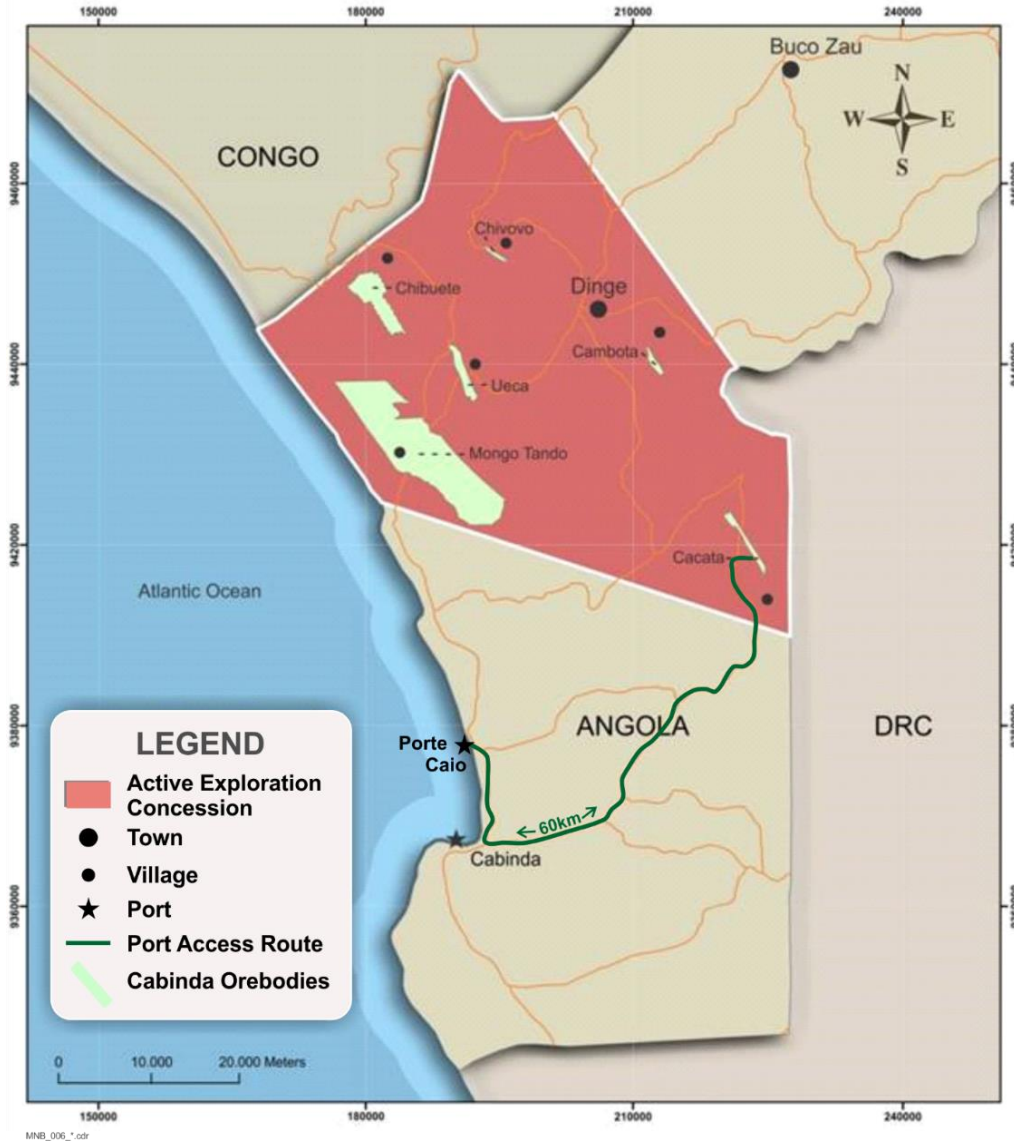 150000
180000
210000
240000
Buco Zau
N
W E
S
CONGO
9460000
Chivovo
Chibuete
Dinge
Cambota
9440000
Ueca
Mongo Tando
9420000
Cacata
Atlantic Ocean
ANGOLA
DRC
9380000
9380000
Porte
Caio
60km
Cabinda
9360000
LEGEND
Active Exploration
Concession
Town
Village
Port
Port Access Route
Cabinda Orebodies
0 10.000 20.000 Meters
150000
180000
210000
240000
MNB_006_*.cdr